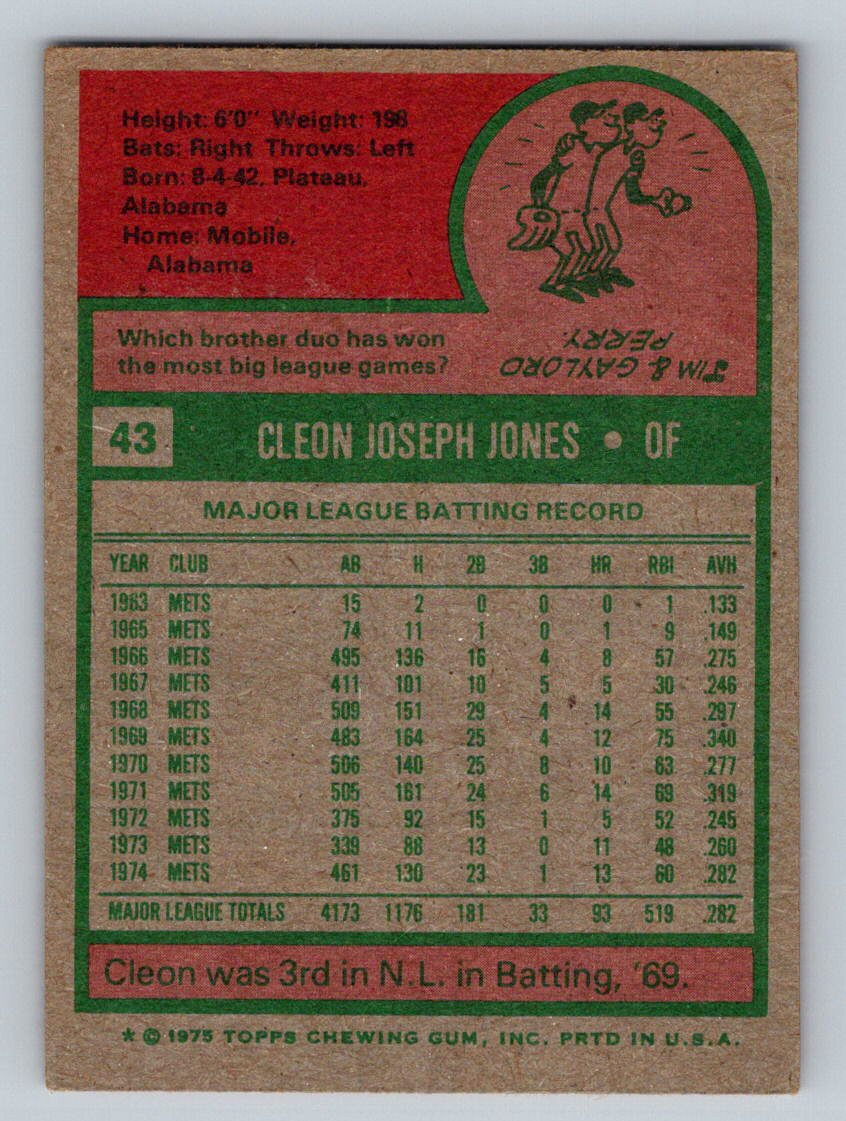 Height: 6'0" Weight: 198
Bats: Right Throws: Left
Born: 8-4-42, Plateau,
Alabama
Home: Mobile,
Alabama
Which brother duo has won
the most big league games?
JIM & GAYLORD
PERRY.
43 CLEON JOSEPH JONES • OF
MAJOR LEAGUE BATTING RECORD
YEAR CLUB AB H 2B 3B HR RBI AVH
1963 METS 15 2 0 0 0 1 .133
1965 METS 74 11 1 0 1 9 .149
1966 METS 495 136 16 4 8 57 .275
1967 METS 411 101 10 5 5 30 .246
1968 METS 509 151 29 4 14 55 .297
1969 METS 483 164 25 4 12 75 .340
1970 METS 506 140 25 8 10 63 .277
1971 METS 505 161 24 6 14 69 .319
1972 METS 375 92 15 1 5 52 .245
1973 METS 339 88 13 0 11 48 .260
1974 METS 461 130 23 1 13 60 .282
MAJOR LEAGUE TOTALS 4173 1176 181 33 93 519 .282
Cleon was 3rd in N.L. in Batting, '69.
* © 1975 TOPPS CHEWING GUM, INC. PRTD IN U.S.A.